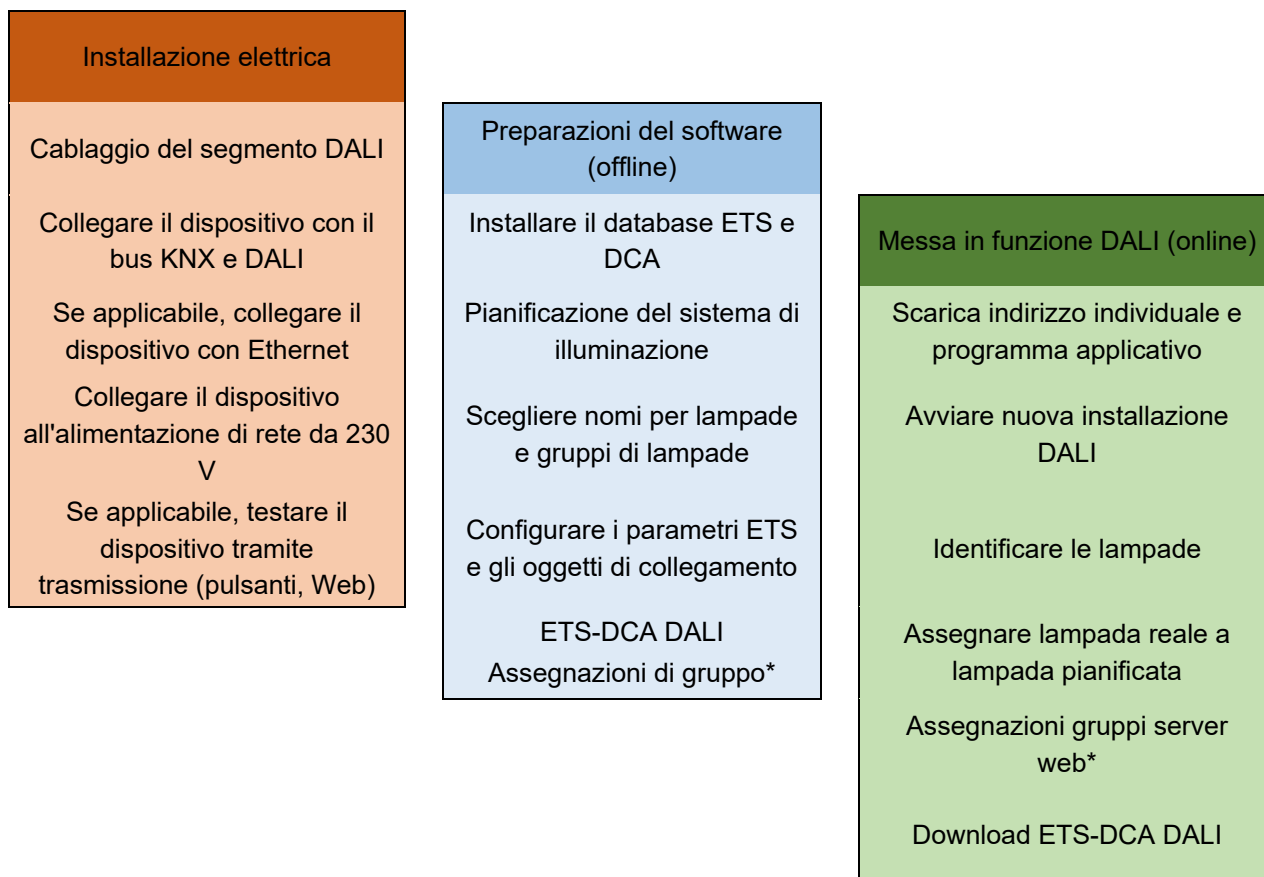 Installazione elettrica
Cablaggio del segmento DALI
Collegare il dispositivo con il
bus KNX e DALI
Se applicabile, collegare il
dispositivo con Ethernet
Collegare il dispositivo
all'alimentazione di rete da 230
V
Se applicabile, testare il
dispositivo tramite
trasmissione (pulsanti, Web)
Preparazioni del software
(offline)
Installare il database ETS e
DCA
Pianificazione del sistema di
illuminazione
Scegliere nomi per lampade
e gruppi di lampade
Configurare i parametri ETS
e gli oggetti di collegamento
ETS-DCA DALI
Assegnazioni di gruppo*
Messa in funzione DALI (online)
Scarica indirizzo individuale e
programma applicativo
Avviare nuova installazione
DALI
Identificare le lampade
Assegnare lampada reale a
lampada pianificata
Assegnazioni gruppi server
web*
Download ETS-DCA DALI